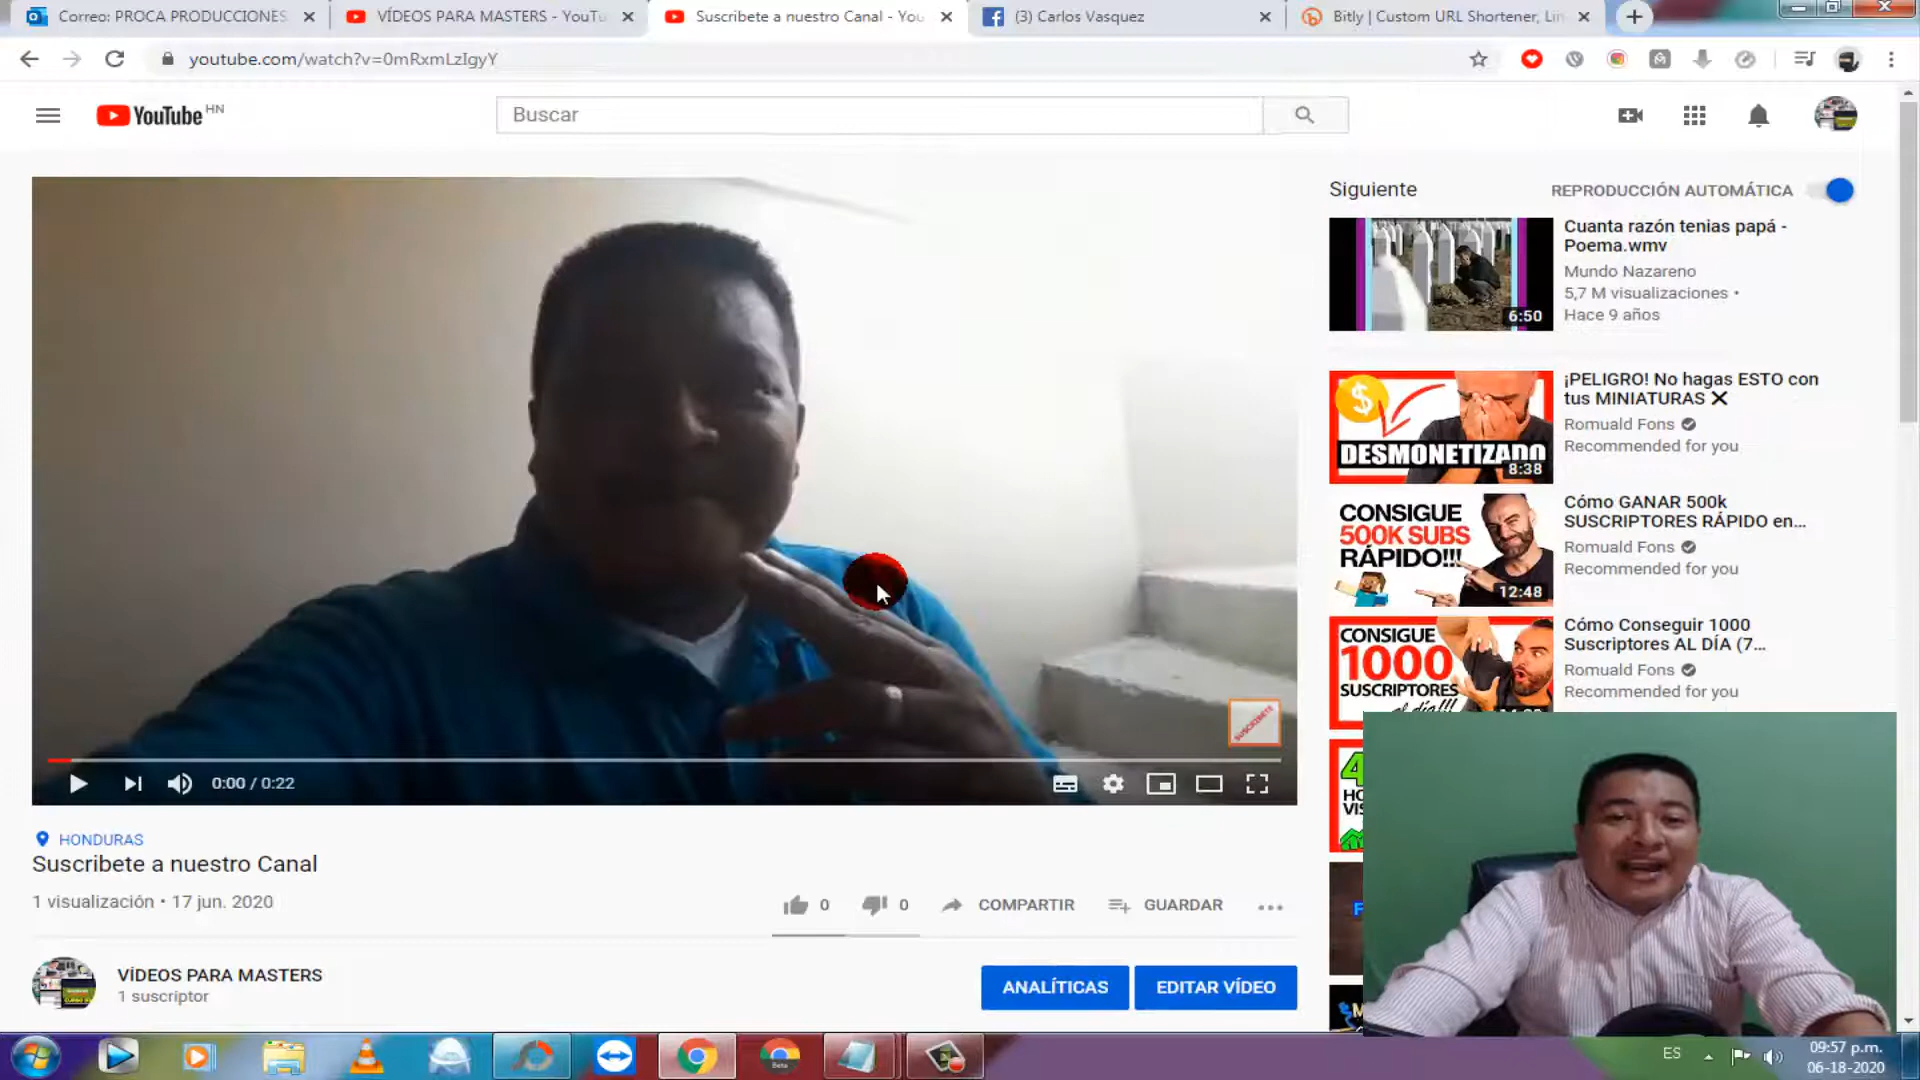 Correo: PROCA PRODUCCIONES
VÍDEOS PARA MASTERS - YouTu
Suscribete a nuestro Canal - You
(3) Carlos Vasquez
Bitly | Custom URL Shortener, Lin
youtube.com/watch?v=0mRxmLzIgyY
YouTube HN
Buscar
Siguiente
REPRODUCCIÓN AUTOMÁTICA
Cuanta razón tenias papá -
Poema.wmv
Mundo Nazareno
5,7 M visualizaciones •
Hace 9 años
6:50
DESMONETIZADO
8:38
¡PELIGRO! No hagas ESTO con
tus MINIATURAS ❌
Romuald Fons
Recommended for you
CONSIGUE
500K SUBS
RÁPIDO!!!
12:48
Cómo GANAR 500k
SUSCRIPTORES RÁPIDO en...
Romuald Fons
Recommended for you
CONSIGUE
1000
SUSCRIPTORES
al día!!!
Cómo Conseguir 1000
Suscriptores AL DÍA (7...
Romuald Fons
Recommended for you
SUSCRIBETE
0:00 / 0:22
HONDURAS
Suscribete a nuestro Canal
1 visualización • 17 jun. 2020
0
0
COMPARTIR
GUARDAR
VÍDEOS PARA MASTERS
1 suscriptor
ANALÍTICAS
EDITAR VÍDEO
Beta
ES
09:57 p.m.
06-18-2020